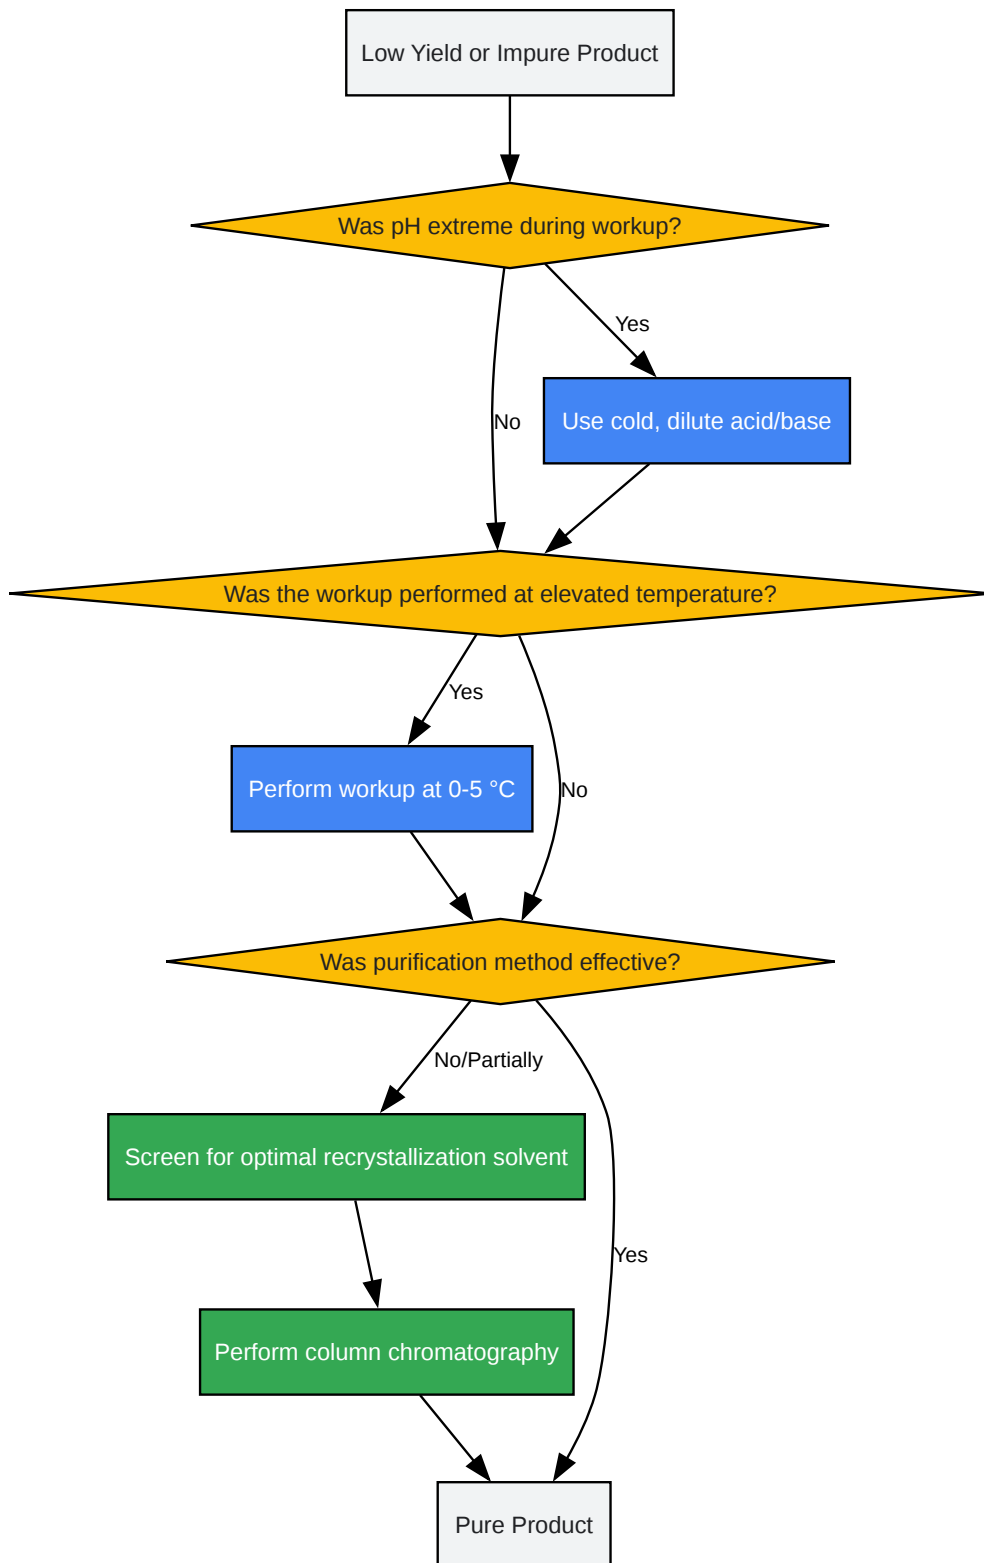 Low Yield or Impure Product
Was pH extreme during workup?
Yes
Use cold, dilute acid/base
No
Was the workup performed at elevated temperature?
Yes
Perform workup at 0-5 °C
No
Was purification method effective?
No/Partially
Screen for optimal recrystallization solvent
Yes
Perform column chromatography
Pure Product